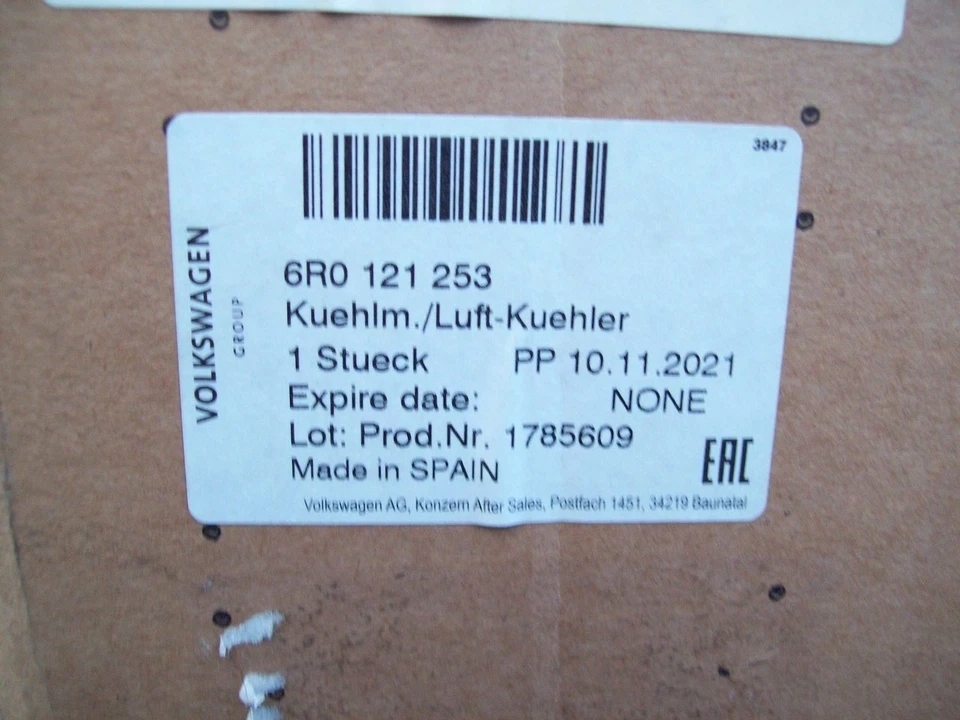 3847
VOLKSWAGEN
GROUP
6R0 121 253
Kuehlm./Luft-Kuehler
1 Stueck PP 10.11.2021
Expire date: NONE
Lot: Prod.Nr. 1785609
Made in SPAIN
EAC
Volkswagen AG, Konzern After Sales, Postfach 1451, 34219 Baunatal